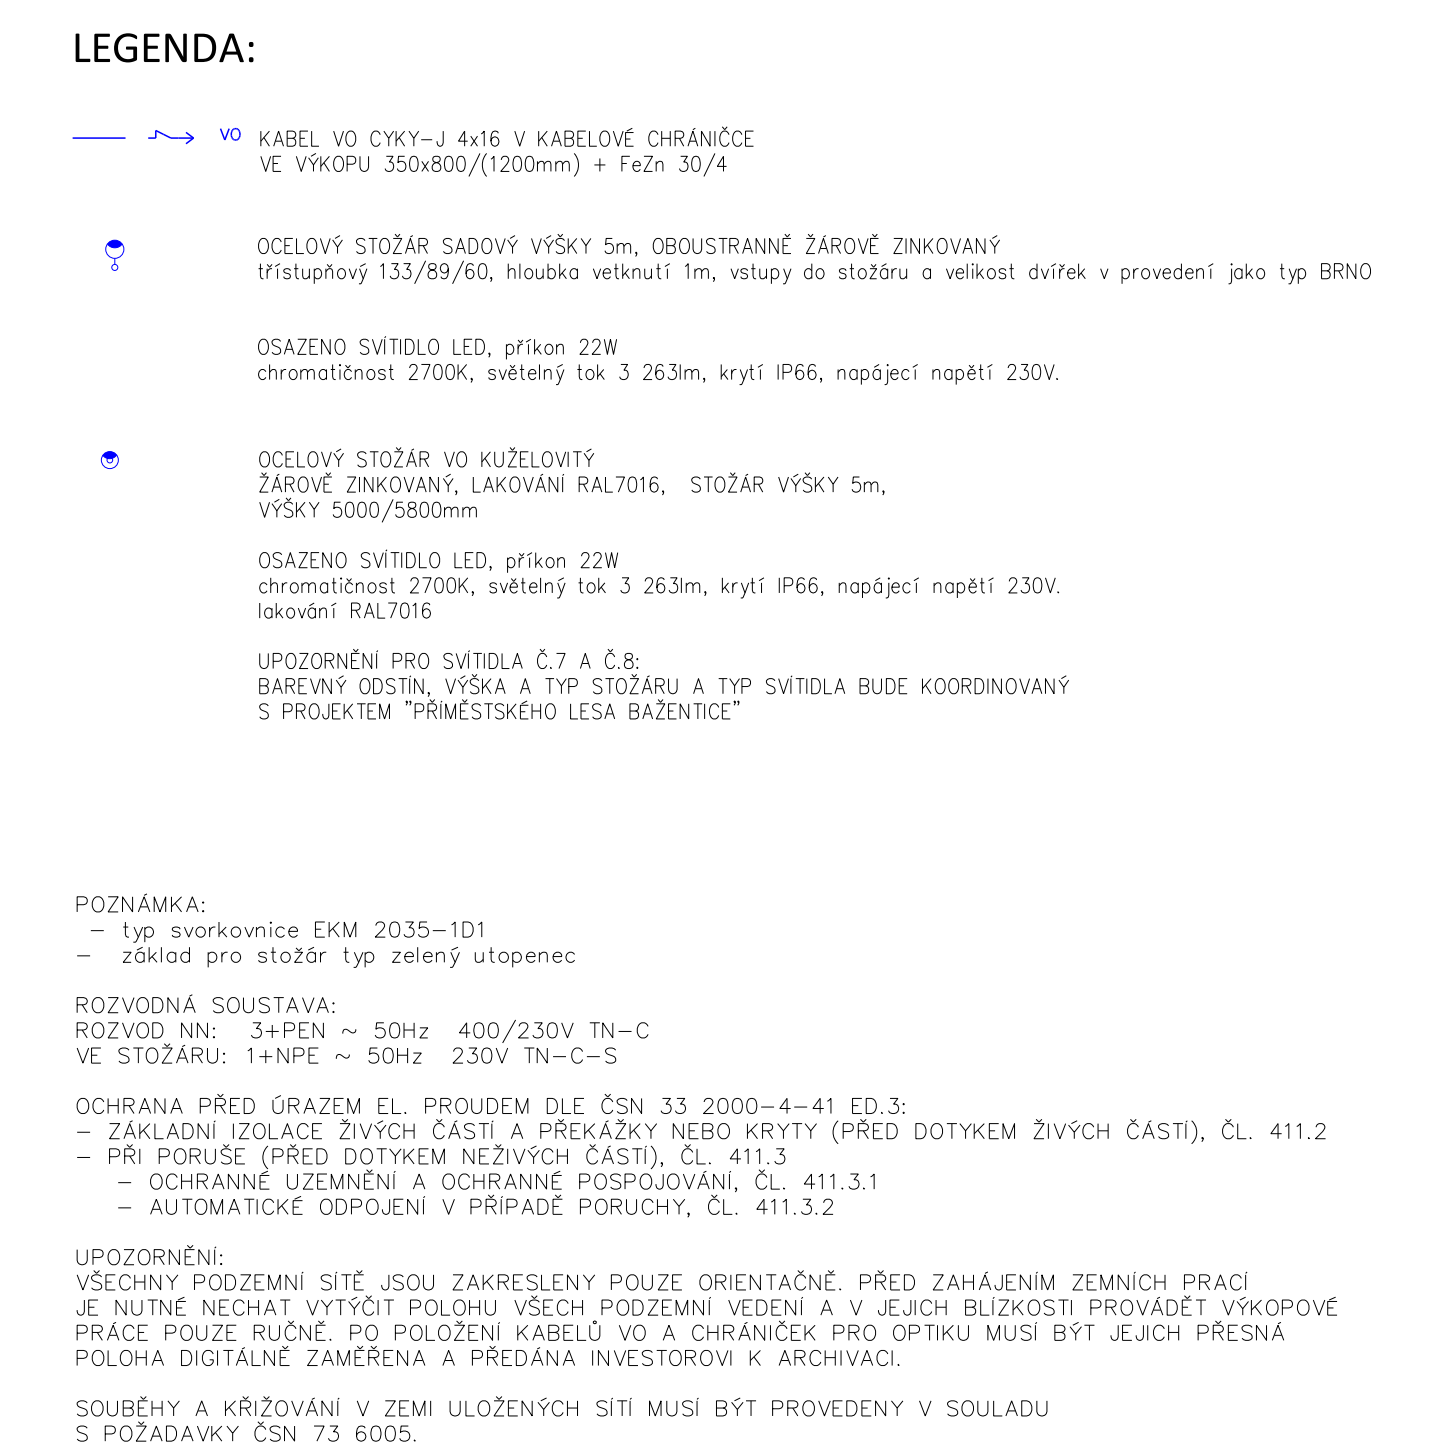 LEGENDA:
VO KABEL VO CYKY-J 4x16 V KABELOVÉ CHRÁNIČCE
VE VÝKOPU 350x800/(1200mm) + FeZn 30/4
OCELOVÝ STOŽÁR SADOVÝ VÝŠKY 5m, OBOUSTRANNĚ ŽÁROVĚ ZINKOVANÝ
třístupňový 133/89/60, hloubka vetknutí 1m, vstupy do stožáru a velikost dvířek v provedení jako typ BRNO
OSAZENO SVÍTIDLO LED, příkon 22W
chromatičnost 2700K, světelný tok 3 263lm, krytí IP66, napájecí napětí 230V.
OCELOVÝ STOŽÁR VO KUŽELOVITÝ
ŽÁROVĚ ZINKOVANÝ, LAKOVÁNÍ RAL7016, STOŽÁR VÝŠKY 5m,
VÝŠKY 5000/5800mm
OSAZENO SVÍTIDLO LED, příkon 22W
chromatičnost 2700K, světelný tok 3 263lm, krytí IP66, napájecí napětí 230V.
lakování RAL7016
UPOZORNĚNÍ PRO SVÍTIDLA Č.7 A Č.8:
BAREVNÝ ODSTÍN, VÝŠKA A TYP STOŽÁRU A TYP SVÍTIDLA BUDE KOORDINOVANÝ
S PROJEKTEM "PŘÍMĚSTSKÉHO LESA BAŽENTICE"
POZNÁMKA:
- typ svorkovnice EKM 2035-1D1
- základ pro stožár typ zelený utopenec
ROZVODNÁ SOUSTAVA:
ROZVOD NN: 3+PEN ~ 50Hz 400/230V TN-C
VE STOŽÁRU: 1+NPE ~ 50Hz 230V TN-C-S
OCHRANA PŘED ÚRAZEM EL. PROUDEM DLE ČSN 33 2000-4-41 ED.3:
- ZÁKLADNÍ IZOLACE ŽIVÝCH ČÁSTÍ A PŘEKÁŽKY NEBO KRYTY (PŘED DOTYKEM ŽIVÝCH ČÁSTÍ), ČL. 411.2
- PŘI PORUŠE (PŘED DOTYKEM NEŽIVÝCH ČÁSTÍ), ČL. 411.3
- OCHRANNÉ UZEMNĚNÍ A OCHRANNÉ POSPOJOVÁNÍ, ČL. 411.3.1
- AUTOMATICKÉ ODPOJENÍ V PŘÍPADĚ PORUCHY, ČL. 411.3.2
UPOZORNĚNÍ:
VŠECHNY PODZEMNÍ SÍTĚ JSOU ZAKRESLENY POUZE ORIENTAČNĚ. PŘED ZAHÁJENÍM ZEMNÍCH PRACÍ
JE NUTNÉ NECHAT VYTÝČIT POLOHU VŠECH PODZEMNÍ VEDENÍ A V JEJICH BLÍZKOSTI PROVÁDĚT VÝKOPOVÉ
PRÁCE POUZE RUČNĚ. PO POLOŽENÍ KABELŮ VO A CHRÁNIČEK PRO OPTIKU MUSÍ BÝT JEJICH PŘESNÁ
POLOHA DIGITÁLNĚ ZAMĚŘENA A PŘEDÁNA INVESTOROVI K ARCHIVACI.
SOUBĚHY A KŘIŽOVÁNÍ V ZEMI ULOŽENÝCH SÍTÍ MUSÍ BÝT PROVEDENY V SOULADU
S POŽADAVKY ČSN 73 6005.